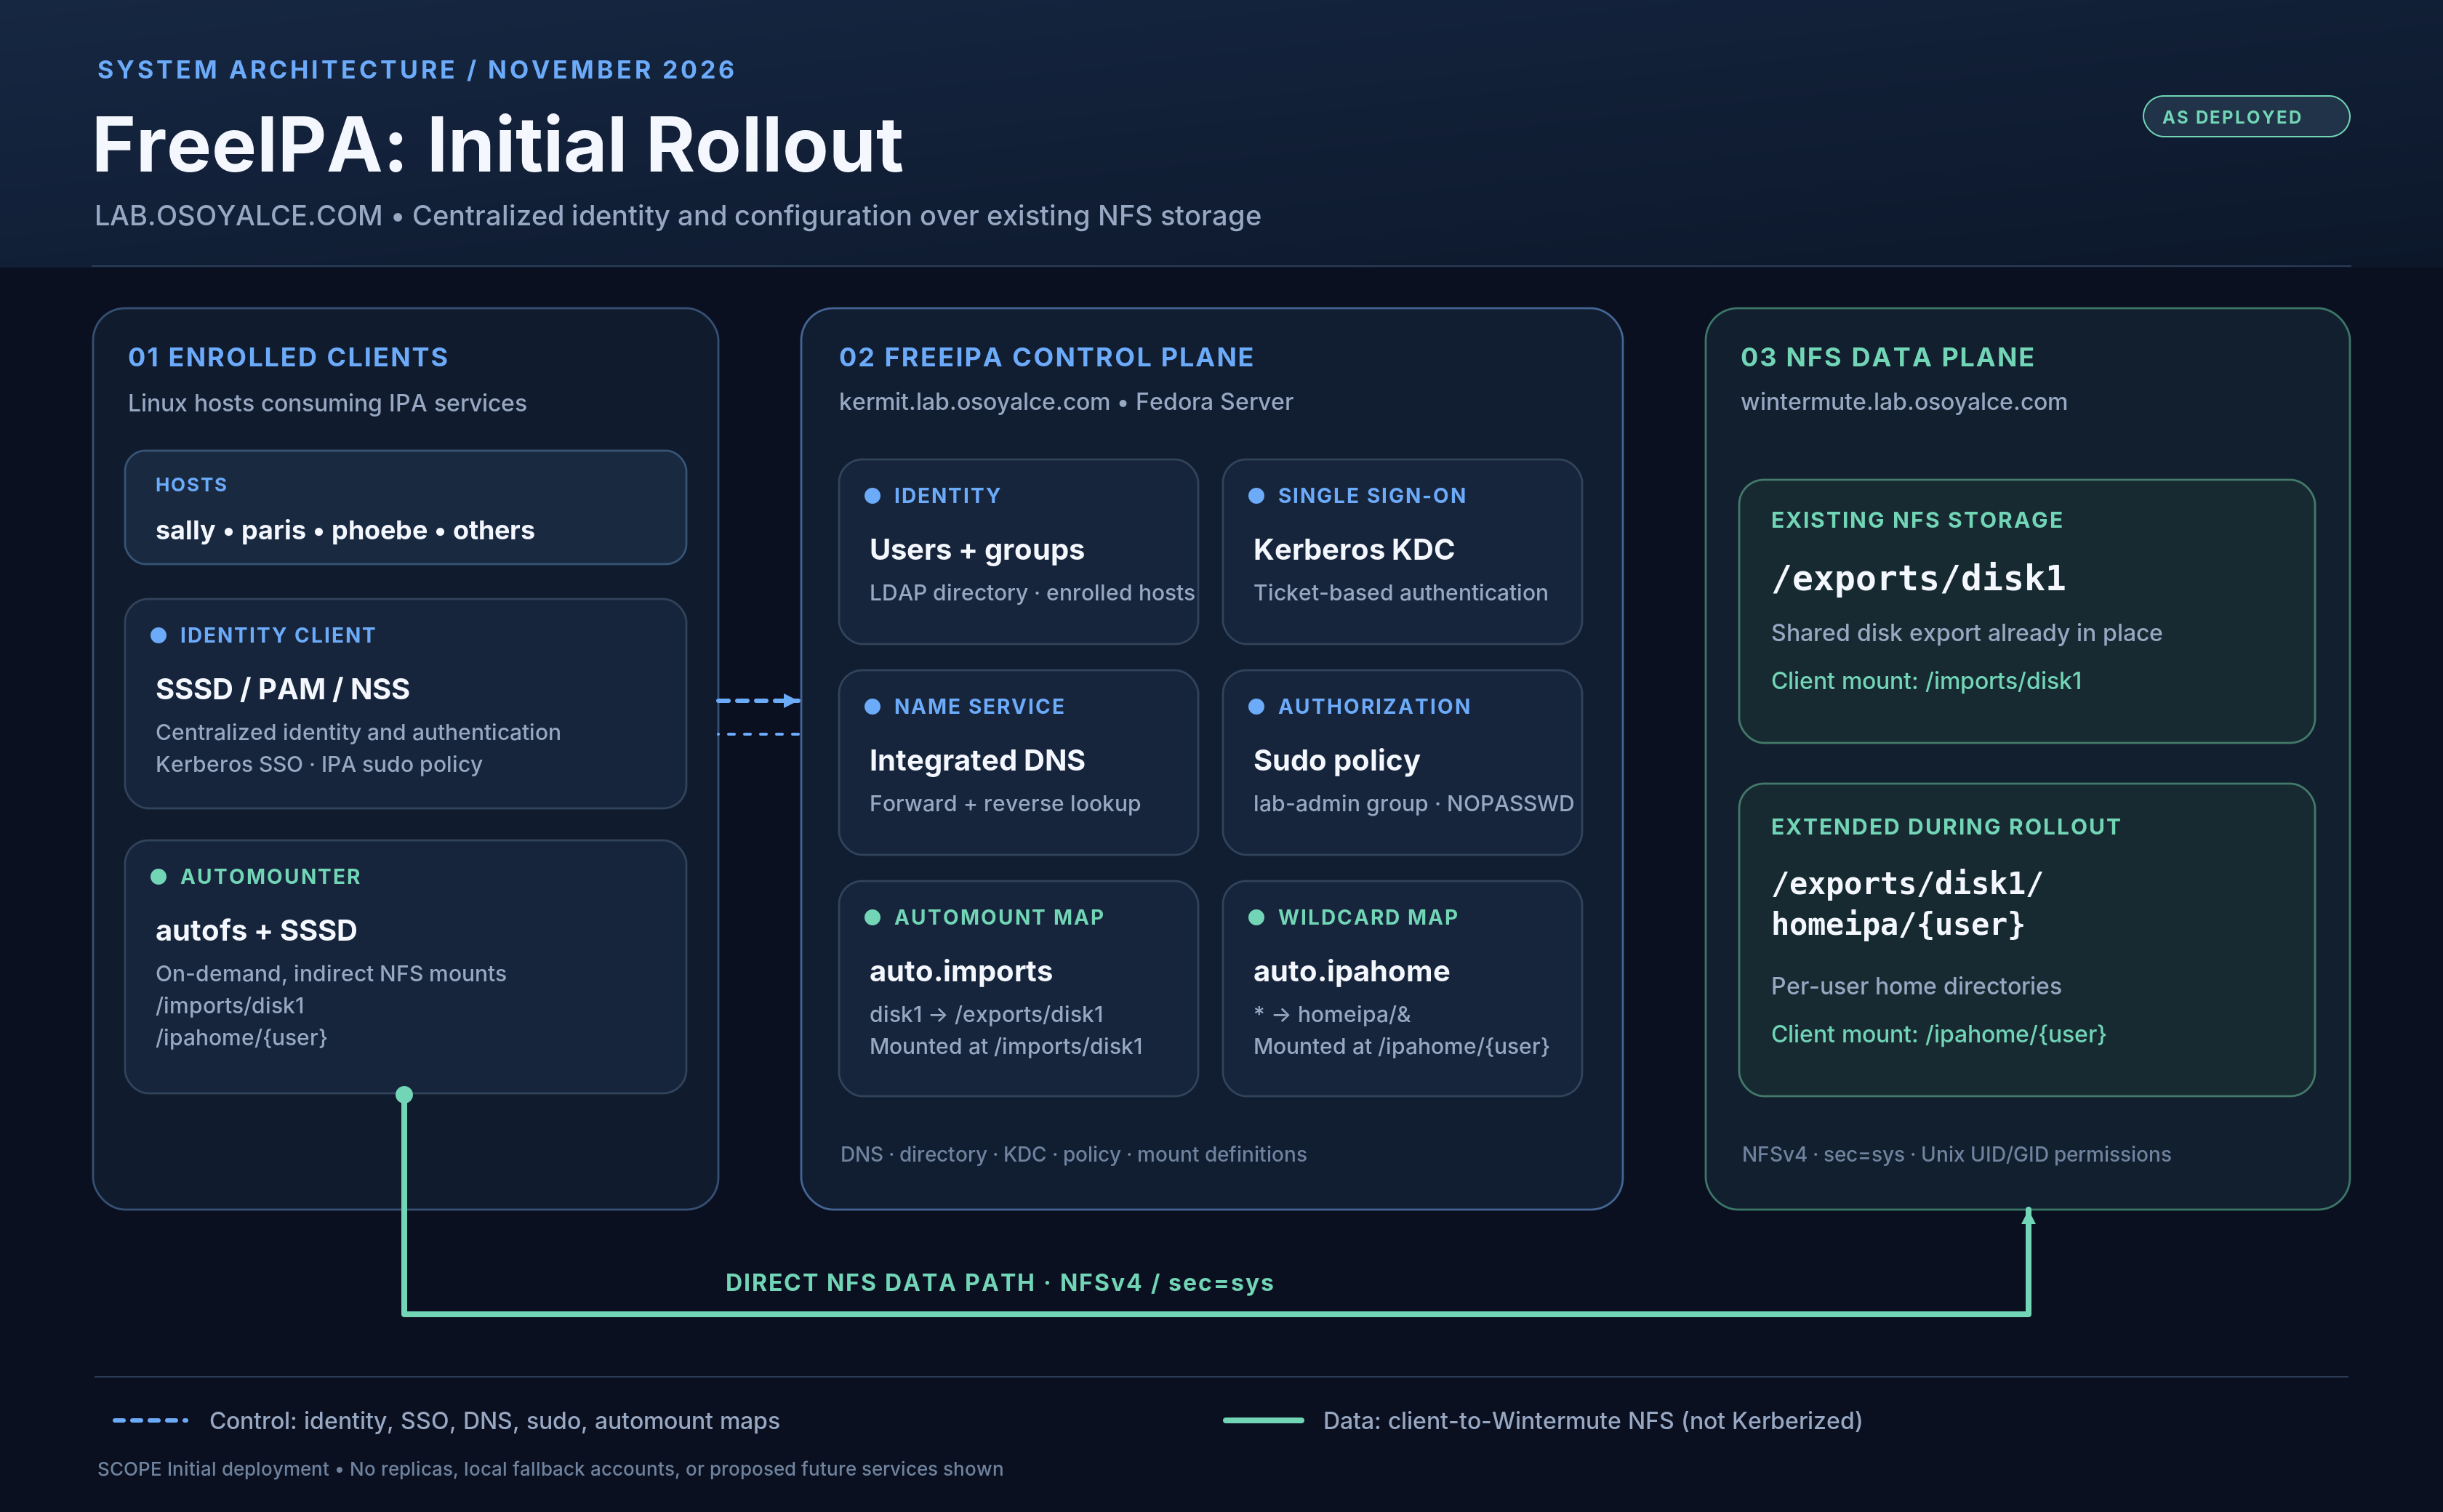 SYSTEM ARCHITECTURE / NOVEMBER 2026
FreeIPA: Initial Rollout
LAB.OSOYALCE.COM • Centralized identity and configuration over existing NFS storage
AS DEPLOYED
01 ENROLLED CLIENTS
Linux hosts consuming IPA services
HOSTS
sally • paris • phoebe • others
IDENTITY CLIENT
SSSD / PAM / NSS
Centralized identity and authentication
Kerberos SSO · IPA sudo policy
AUTOMOUNTER
autofs + SSSD
On-demand, indirect NFS mounts
/imports/disk1
/ipahome/{user}
02 FREEIPA CONTROL PLANE
kermit.lab.osoyalce.com • Fedora Server
IDENTITY
Users + groups
LDAP directory · enrolled hosts
SINGLE SIGN-ON
Kerberos KDC
Ticket-based authentication
NAME SERVICE
Integrated DNS
Forward + reverse lookup
AUTHORIZATION
Sudo policy
lab-admin group · NOPASSWD
AUTOMOUNT MAP
auto.imports
disk1 → /exports/disk1
Mounted at /imports/disk1
WILDCARD MAP
auto.ipahome
* → homeipa/&
Mounted at /ipahome/{user}
DNS · directory · KDC · policy · mount definitions
03 NFS DATA PLANE
wintermute.lab.osoyalce.com
EXISTING NFS STORAGE
/exports/disk1
Shared disk export already in place
Client mount: /imports/disk1
EXTENDED DURING ROLLOUT
/exports/disk1/
homeipa/{user}
Per-user home directories
Client mount: /ipahome/{user}
NFSv4 · sec=sys · Unix UID/GID permissions
DIRECT NFS DATA PATH · NFSv4 / sec=sys
Control: identity, SSO, DNS, sudo, automount maps
Data: client-to-Wintermute NFS (not Kerberized)
SCOPE Initial deployment • No replicas, local fallback accounts, or proposed future services shown